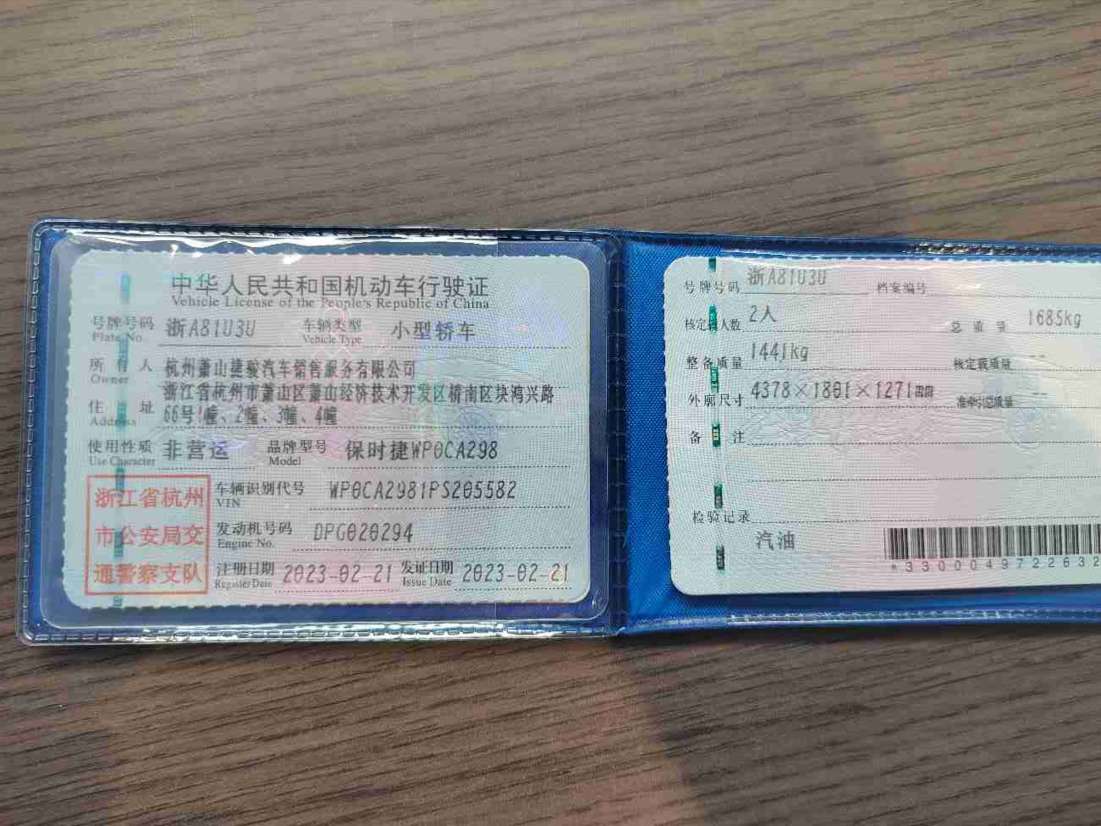 中华人民共和国机动车行驶证
Vehicle License of the People's Republic of China
号牌号码 浙A81U3U 车辆类型 小型轿车
Plate No. Vehicle Type
所有人 杭州萧山捷骏汽车销售服务有限公司
Owner
住址 浙江省杭州市萧山区萧山经济技术开发区桥南区块鸿兴路
Address 66号1幢、2幢、3幢、4幢
使用性质 非营运 品牌型号 保时捷WP0CA298
Use Character Model
浙江省杭州
市公安局交
通警察支队
车辆识别代号 WP0CA2981PS205582
VIN
发动机号码 DPG020294
Engine No.
注册日期 2023-02-21 发证日期 2023-02-21
Register Date Issue Date
号牌号码 浙A81U3U 档案编号
核定载人数 2人 总质量 1685kg
整备质量 1441kg 核定载质量 --
外廓尺寸 4378×1801×1271mm 准牵引总质量 --
备注
检验记录
汽油
*3300049722632